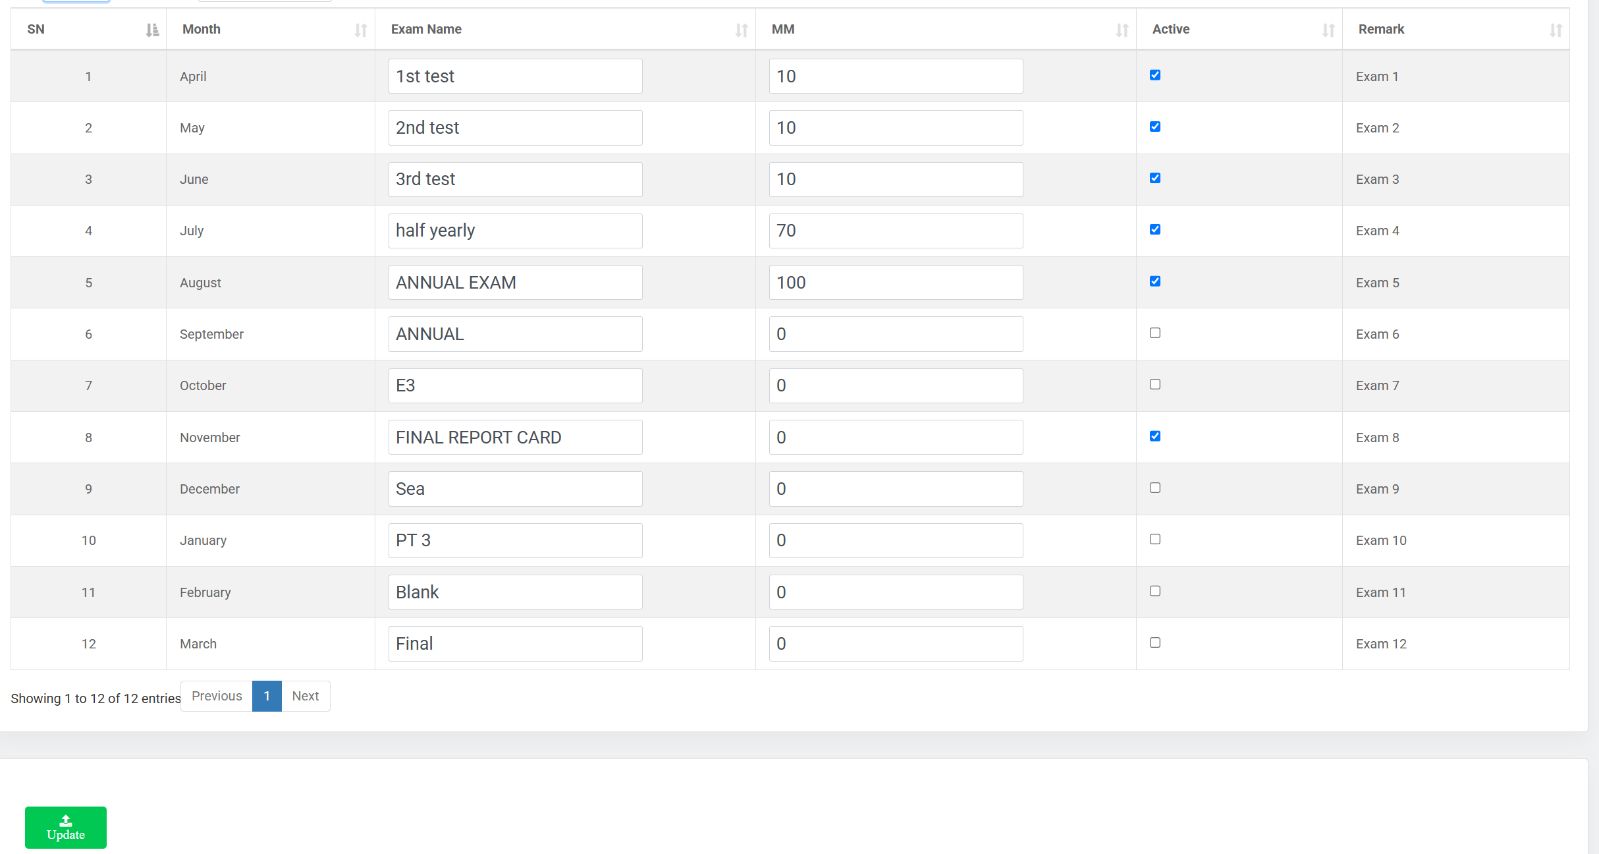 SN Month Exam Name MM Active Remark
1 April 1st test 10 Exam 1
2 May 2nd test 10 Exam 2
3 June 3rd test 10 Exam 3
4 July half yearly 70 Exam 4
5 August ANNUAL EXAM 100 Exam 5
6 September ANNUAL 0 Exam 6
7 October E3 0 Exam 7
8 November FINAL REPORT CARD 0 Exam 8
9 December Sea 0 Exam 9
10 January PT 3 0 Exam 10
11 February Blank 0 Exam 11
12 March Final 0 Exam 12
Showing 1 to 12 of 12 entries Previous 1 Next
Update